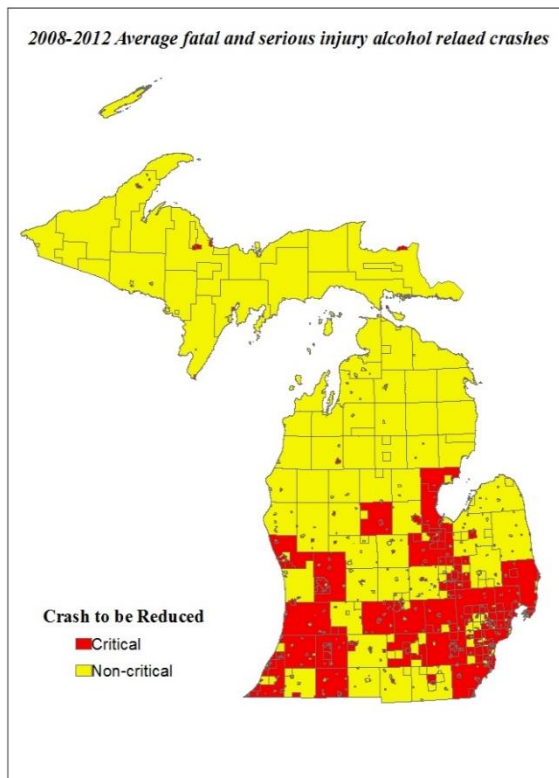 2008-2012 Average fatal and serious injury alcohol relaed crashes
Crash to be Reduced
Critical
Non-critical